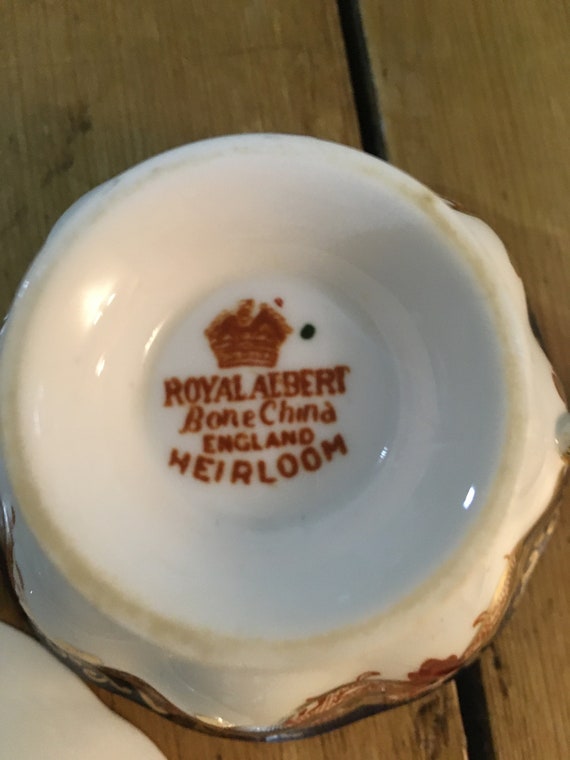 ROYAL ALBERT
Bone China
ENGLAND
HEIRLOOM